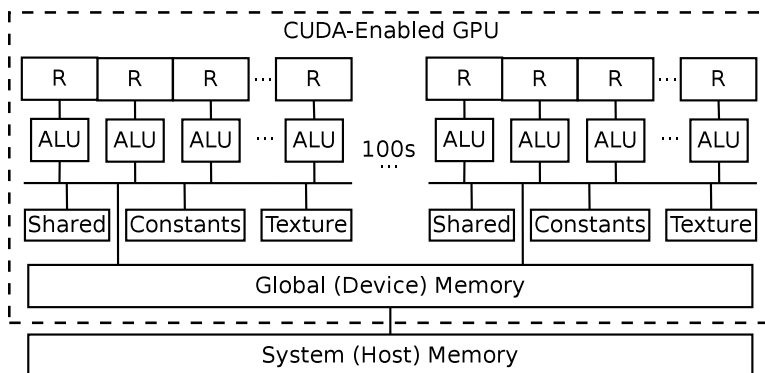 CUDA-Enabled GPU
R R R ... R R R R ... R
ALU ALU ALU ... ALU ALU ALU ALU ... ALU
100s
...
Shared Constants Texture Shared Constants Texture
Global (Device) Memory
System (Host) Memory